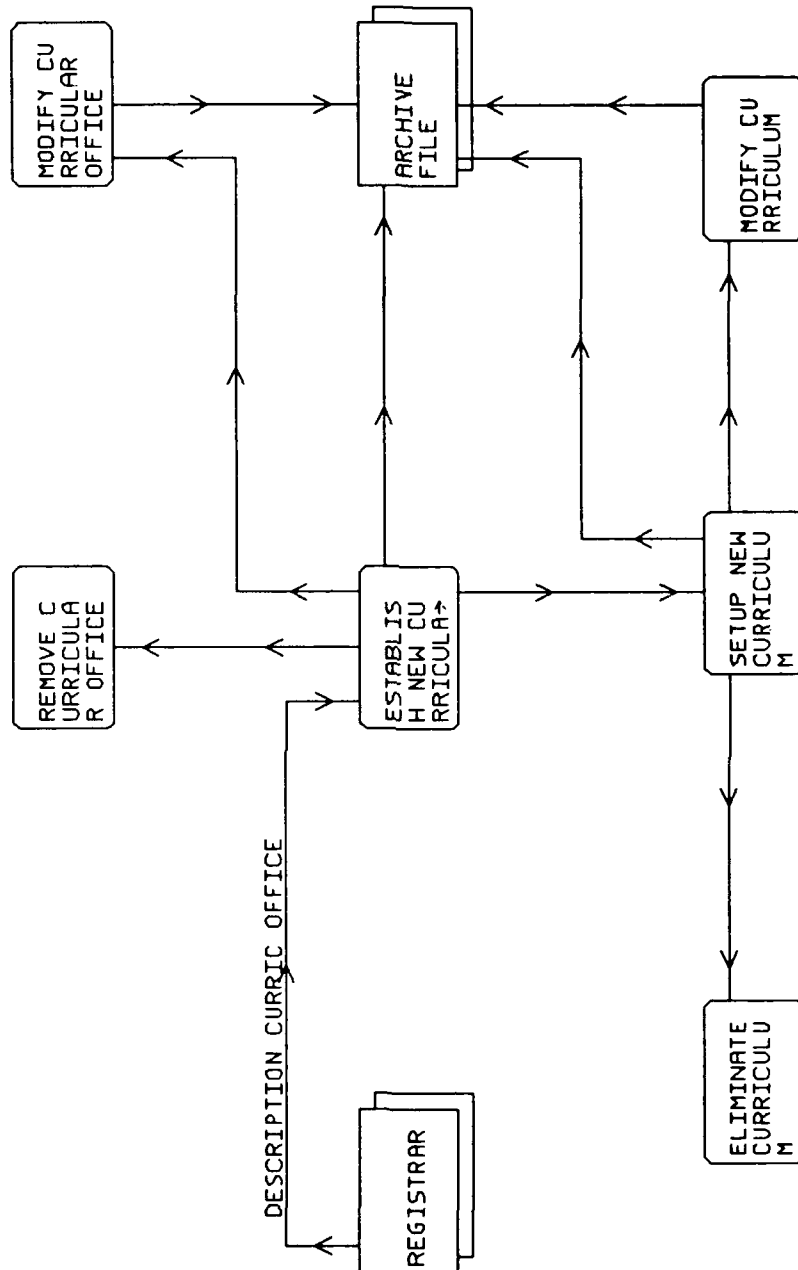 REMOVE C
URRICULA
R OFFICE
MODIFY CU
RRICULAR
OFFICE
DESCRIPTION CURRIC OFFICE
REGISTRAR
ESTABLIS
H NEW CU
RRICULA→
ARCHIVE
FILE
ELIMINATE
CURRICULU
M
SETUP NEW
CURRICULU
M
MODIFY CU
RRICULUM